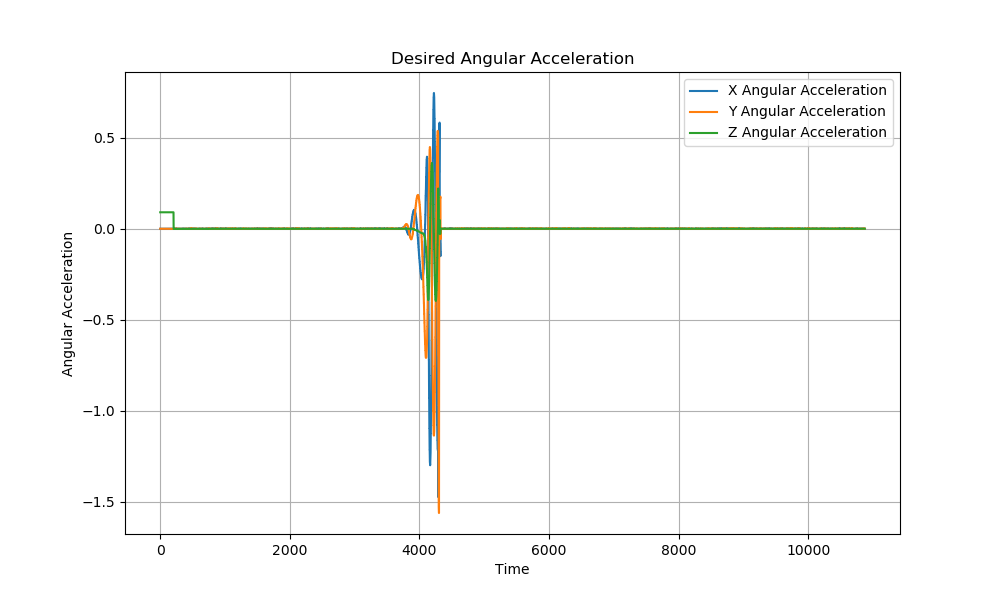 Desired Angular Acceleration
X Angular Acceleration
Y Angular Acceleration
Z Angular Acceleration
Angular Acceleration
0.5
0.0
−0.5
−1.0
−1.5
0 2000 4000 6000 8000 10000
Time